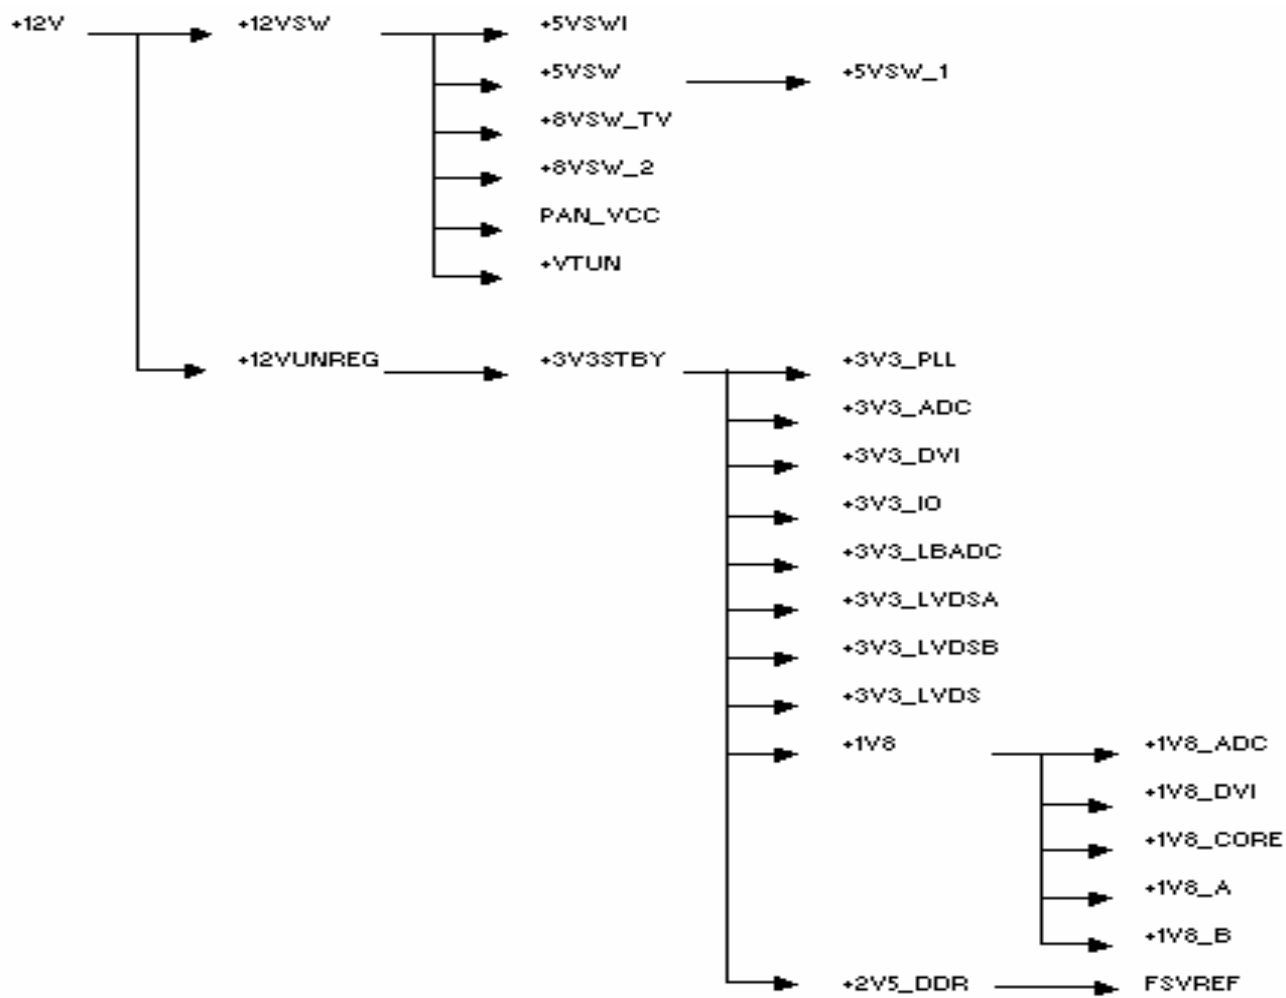 +12V
+12VSW
+5VSWI
+5VSW
+5VSW_1
+8VSW_TV
+8VSW_2
PAN_VCC
+VTUN
+12VUNREG
+3V3STBY
+3V3_PLL
+3V3_ADC
+3V3_DVI
+3V3_IO
+3V3_LBADC
+3V3_LVDSA
+3V3_LVDSB
+3V3_LVDS
+1V8
+1V8_ADC
+1V8_DVI
+1V8_CORE
+1V8_A
+1V8_B
+2V5_DDR
FSVREF